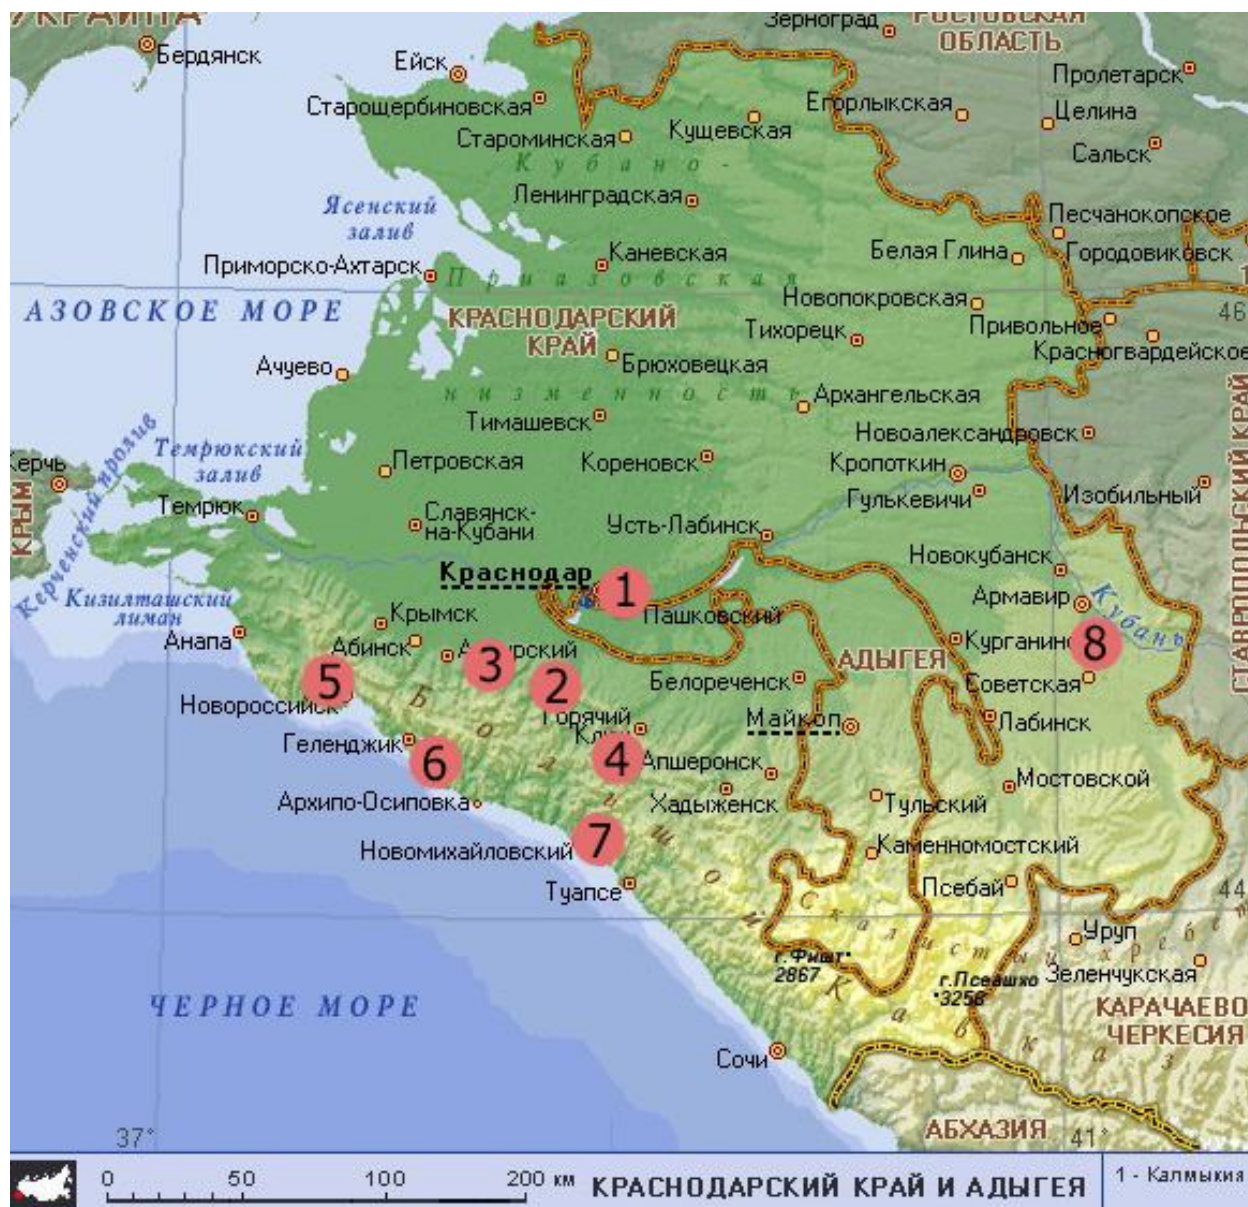 УКРАИНА
Бердянск
Зерноград
РОСТОВСКАЯ
ОБЛАСТЬ
Ейск
Пролетарск
Старощербиновская
Егорлыкская
Целина
Староминская
Кущевская
Сальск
Кубано-
Ленинградская
Ясенский
залив
Песчанокопское
Каневская
Белая Глина
Городовиковск
Приморско-Ахтарск
Приазовская
Новопокровская
46
АЗОВСКОЕ МОРЕ
КРАСНОДАРСКИЙ
КРАЙ
Тихорецк
Привольное
Красногвардейское
Брюховецкая
Ачуево
низменность
Архангельская
Тимашевск
Новоалександровск
СТАВРОПОЛЬСКИЙ КРАЙ
Керченский пролив
Темрюкский
залив
Петровская
Кореновск
Кропоткин
Керчь
КРЫМ
Гулькевичи
Изобильный
Темрюк
Славянск-
на-Кубани
Усть-Лабинск
Новокубанск
Краснодар
1
Кизилташский
лиман
Армавир
Кубань
Крымск
Пашковский
Анапа
Абинск
3
8
АДЫГЕЯ
5
2
Белореченск
Советская
Новороссийск
Горячий
Ключ
Майкоп
Лабинск
Геленджик
6
4
Апшеронск
Мостовской
Архипо-Осиповка
Хадыженск
Тульский
7
Новомихайловский
Каменномостский
Туапсе
Псебай
44
Большой Кавказ
Скалистый хребет
Уруп
г.Фишт
2867
г.Псеашхо
3256
Зеленчукская
ЧЕРНОЕ МОРЕ
КАРАЧАЕВО
ЧЕРКЕСИЯ
Сочи
АБХАЗИЯ
37°
41°
0 50 100 200 км
КРАСНОДАРСКИЙ КРАЙ И АДЫГЕЯ
1 - Калмыкия